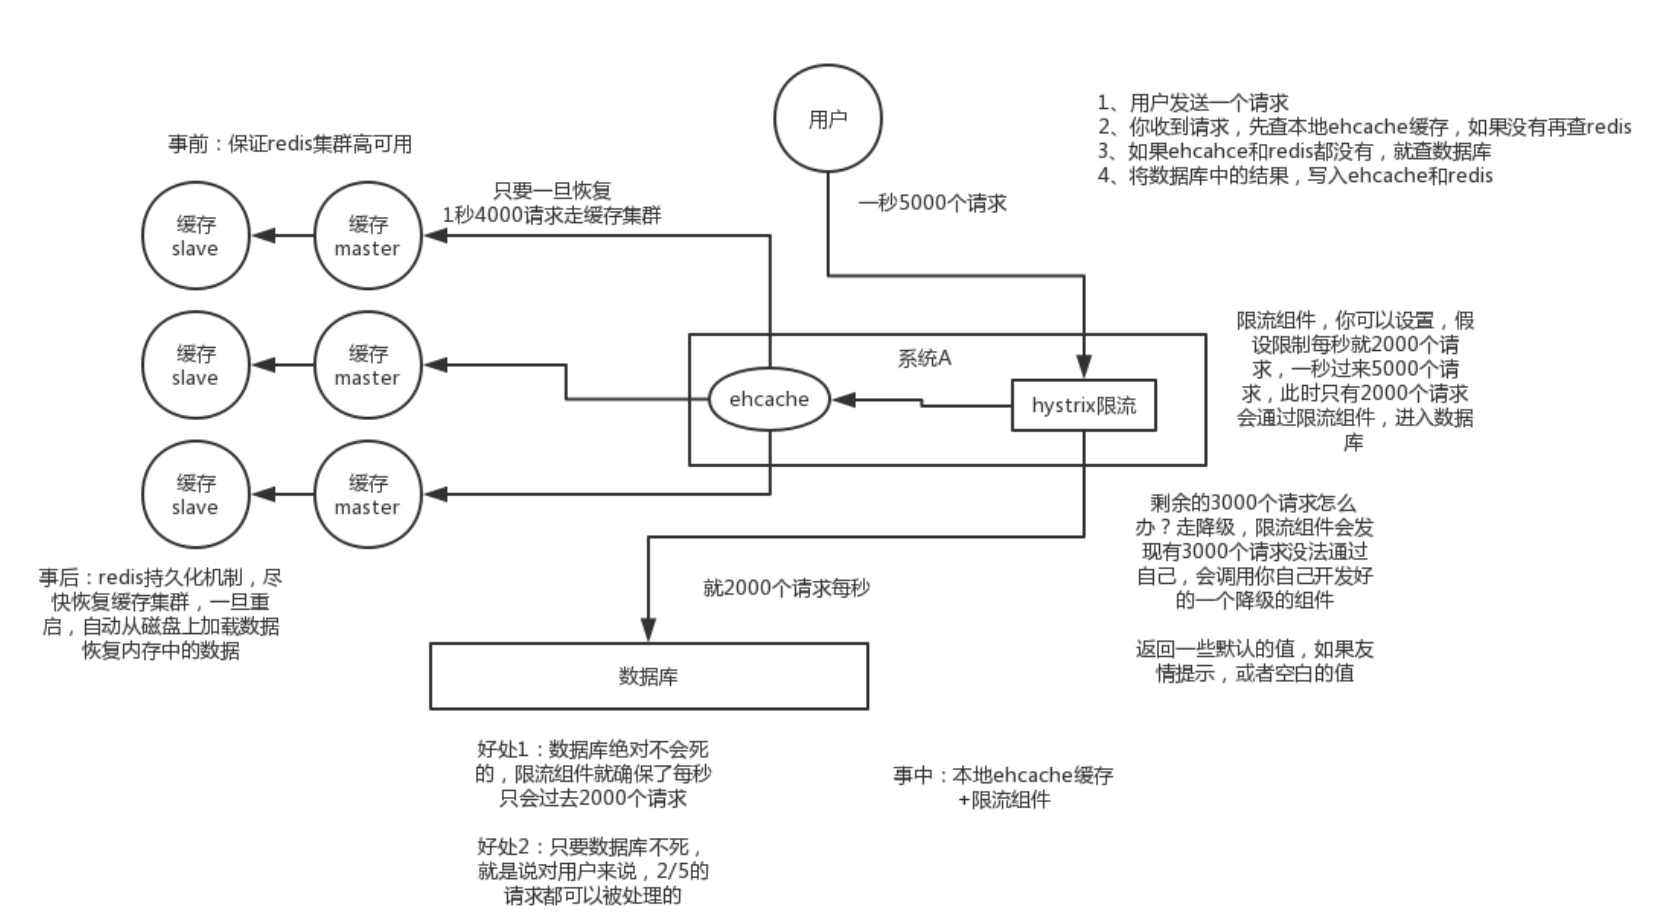 用户
1、用户发送一个请求
2、你收到请求，先查本地ehcache缓存，如果没有再查redis
3、如果ehcahce和redis都没有，就查数据库
4、将数据库中的结果，写入ehcache和redis
事前：保证redis集群高可用
只要一旦恢复
1秒4000请求走缓存集群
一秒5000个请求
缓存
slave
缓存
master
缓存
slave
缓存
master
缓存
slave
缓存
master
系统A
ehcache
hystrix限流
限流组件，你可以设置，假
设限制每秒就2000个请
求，一秒过来5000个请
求，此时只有2000个请求
会通过限流组件，进入数据
库
剩余的3000个请求怎么
办？走降级，限流组件会发
现有3000个请求没法通过
自己，会调用你自己开发好
的一个降级的组件
返回一些默认的值，如果友
情提示，或者空白的值
事后：redis持久化机制，尽
快恢复缓存集群，一旦重
启，自动从磁盘上加载数据
恢复内存中的数据
就2000个请求每秒
数据库
好处1：数据库绝对不会死
的，限流组件就确保了每秒
只会过去2000个请求
好处2：只要数据库不死，
就是说对用户来说，2/5的
请求都可以被处理的
事中：本地ehcache缓存
+限流组件